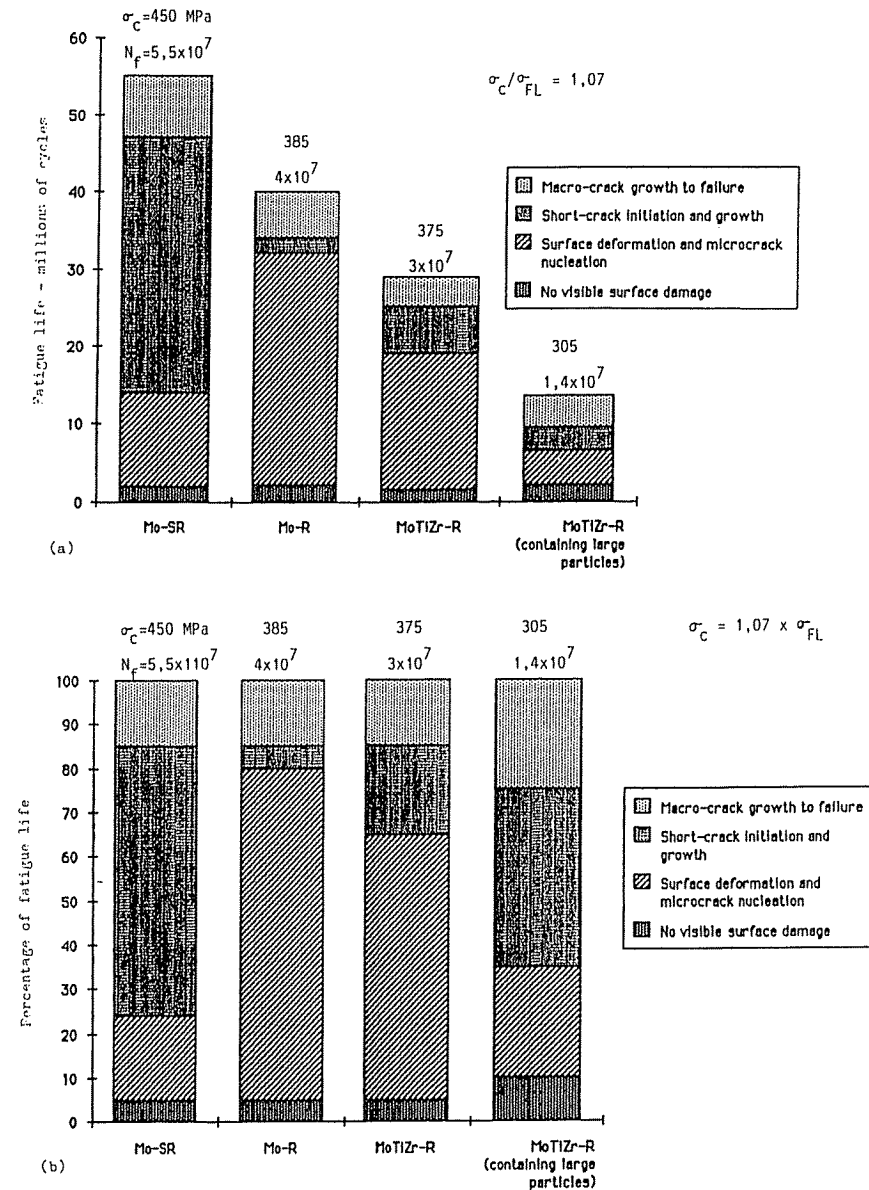 σC=450 MPa
Nf=5,5x10^7
σC/σFL = 1,07
60
50
40
30
20
10
0
Fatigue life - millions of cycles
385
4x10^7
375
3x10^7
305
1,4x10^7
Macro-crack growth to failure
Short-crack initiation and growth
Surface deformation and microcrack
nucleation
No visible surface damage
Mo-SR
Mo-R
MoTiZr-R
MoTiZr-R
(containing large
particles)
(a)
σC=450 MPa
385
375
305
σC = 1,07 x σFL
Nf=5,5x110^7
4x10^7
3x10^7
1,4x10^7
100
90
80
70
60
50
40
30
20
10
0
Percentage of fatigue life
Macro-crack growth to failure
Short-crack initiation and
growth
Surface deformation and
microcrack nucleation
No visible surface damage
Mo-SR
Mo-R
MoTiZr-R
MoTiZr-R
(containing large
particles)
(b)